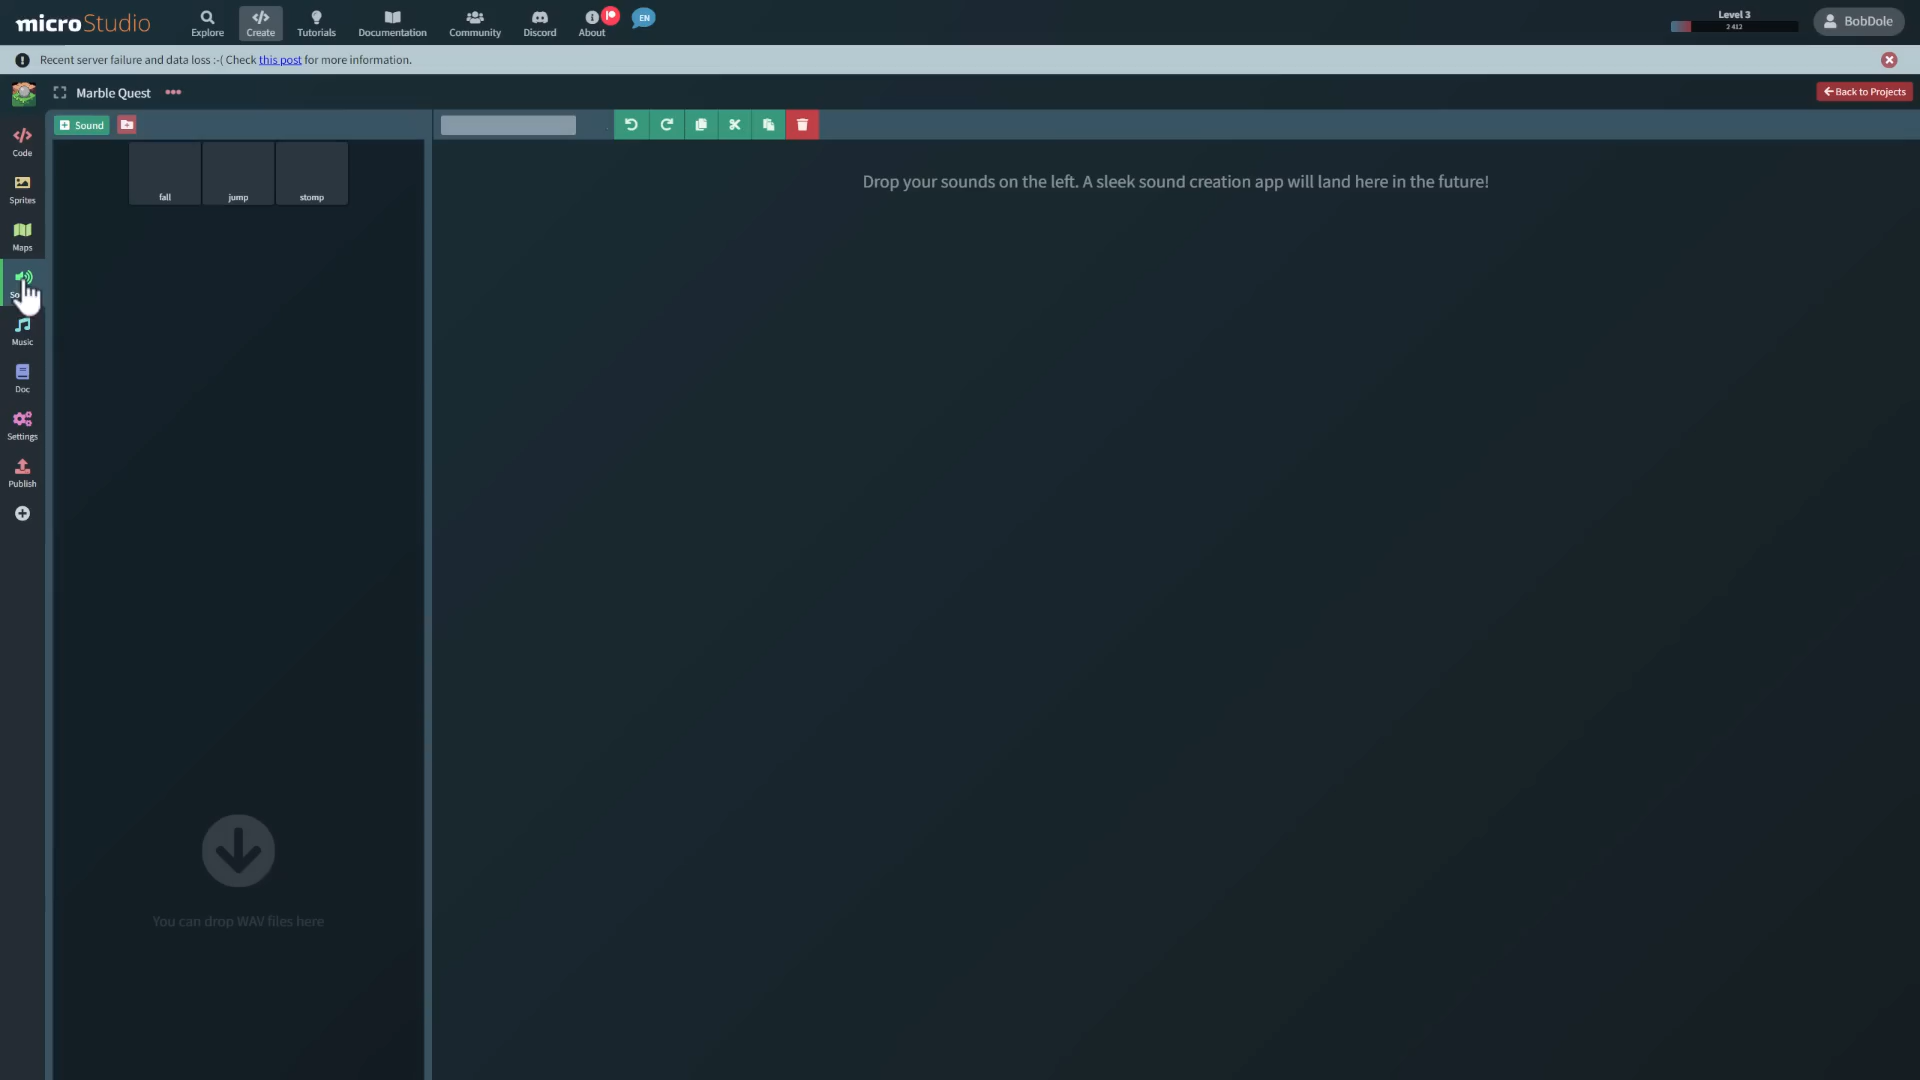 microStudio
Explore
Create
Tutorials
Documentation
Community
Discord
About
EN
Level 3
2 412
BobDole
Recent server failure and data loss :-( Check this post for more information.
Marble Quest
Back to Projects
Sound
Code
Sprites
Maps
Music
Doc
Settings
Publish
fall
jump
stomp
Drop your sounds on the left. A sleek sound creation app will land here in the future!
You can drop WAV files here